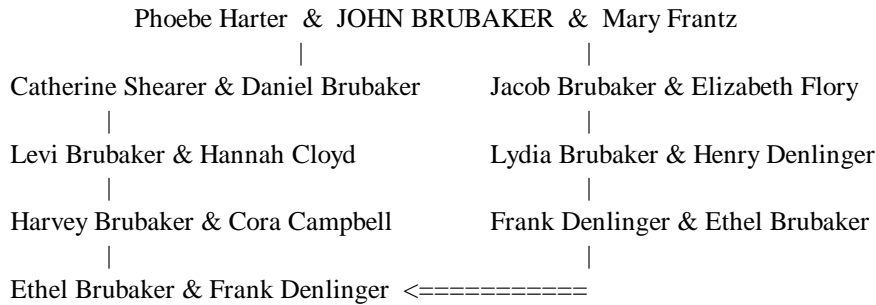 Phoebe Harter & JOHN BRUBAKER & Mary Frantz
| |
Catherine Shearer & Daniel Brubaker Jacob Brubaker & Elizabeth Flory
| |
Levi Brubaker & Hannah Cloyd Lydia Brubaker & Henry Denlinger
| |
Harvey Brubaker & Cora Campbell Frank Denlinger & Ethel Brubaker
| |
Ethel Brubaker & Frank Denlinger <===========